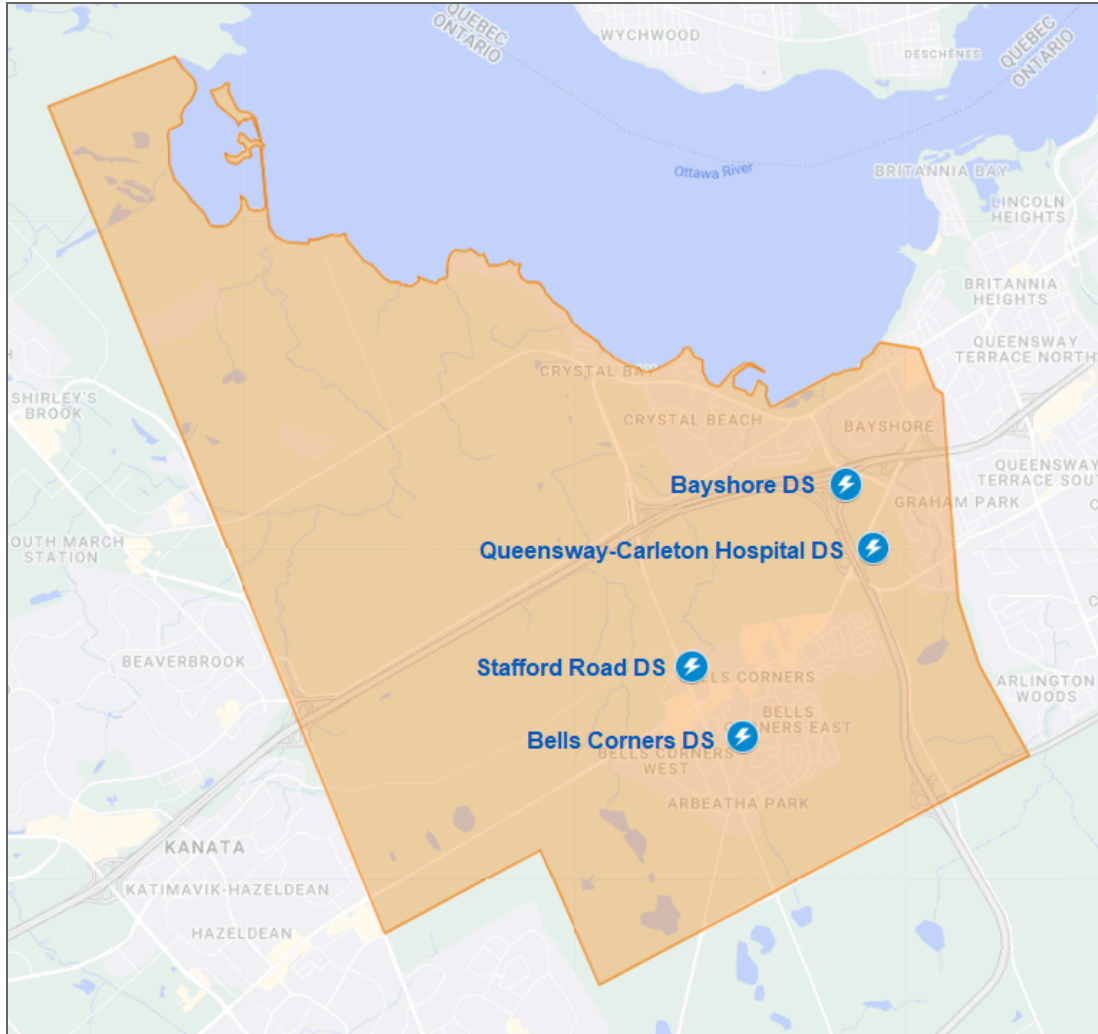 QUEBEC
ONTARIO
WYCHWOOD
DESCHÊNES
QUEBEC
ONTARIO
Ottawa River
BRITANNIA BAY
LINCOLN
HEIGHTS
BRITANNIA
HEIGHTS
QUEENSWAY
TERRACE NORTH
CRYSTAL BAY
SHIRLEY'S
BROOK
CRYSTAL BEACH
BAYSHORE
QUEENSWAY
TERRACE SOUT
Bayshore DS
GRAHAM PARK
OUTH MARCH
STATION
Queensway-Carleton Hospital DS
BEAVERBROOK
Stafford Road DS
BELLS CORNERS
ARLINGTON
WOODS
BELLS
CORNERS EAST
Bells Corners DS
BELLS CORNERS
WEST
ARBEATHA PARK
KANATA
KATIMAVIK-HAZELDEAN
HAZELDEAN